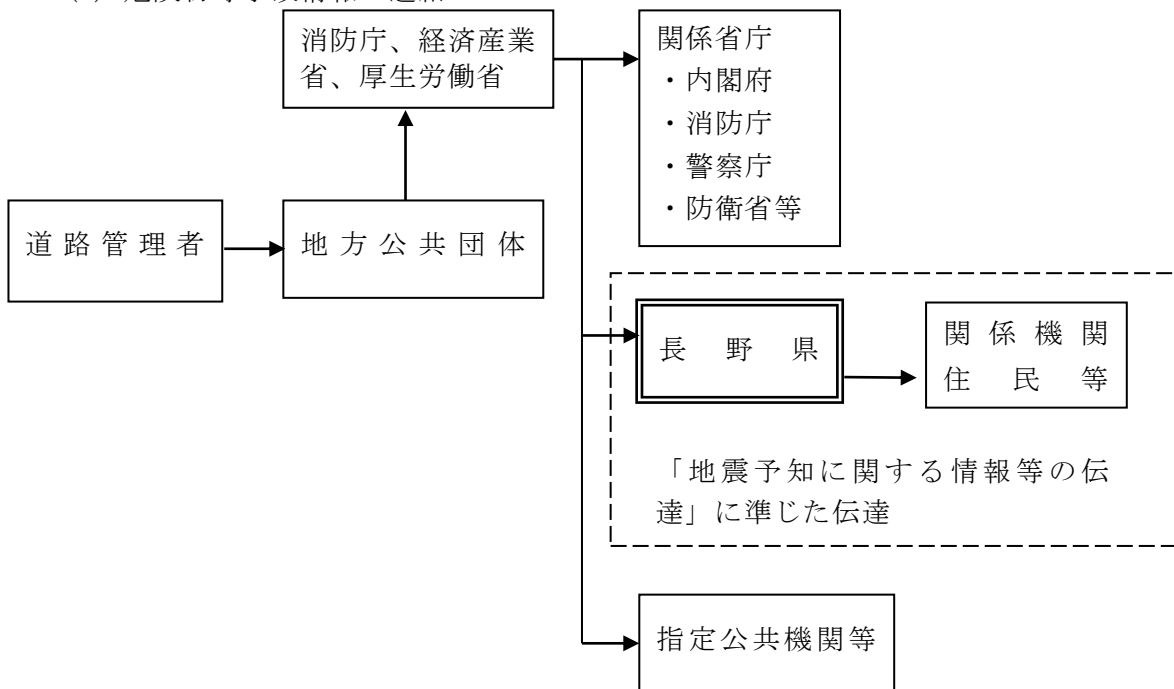 消防庁、経済産業
省、厚生労働省
関係省庁
・内閣府
・消防庁
・警察庁
・防衛省等
道路管理者
地方公共団体
長野県
関係機関
住民等
「地震予知に関する情報等の伝
達」に準じた伝達
指定公共機関等